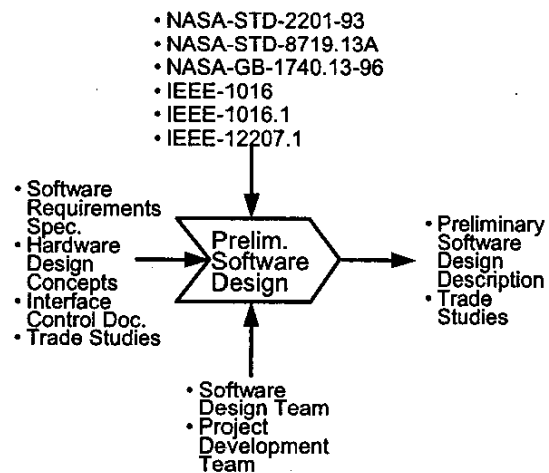 • NASA-STD-2201-93
• NASA-STD-8719.13A
• NASA-GB-1740.13-96
• IEEE-1016
• IEEE-1016.1
• IEEE-12207.1
• Software
Requirements
Spec.
• Hardware
Design
Concepts
• Interface
Control Doc.
• Trade Studies
Prelim.
Software
Design
• Preliminary
Software
Design
Description
• Trade
Studies
• Software
Design Team
• Project
Development
Team